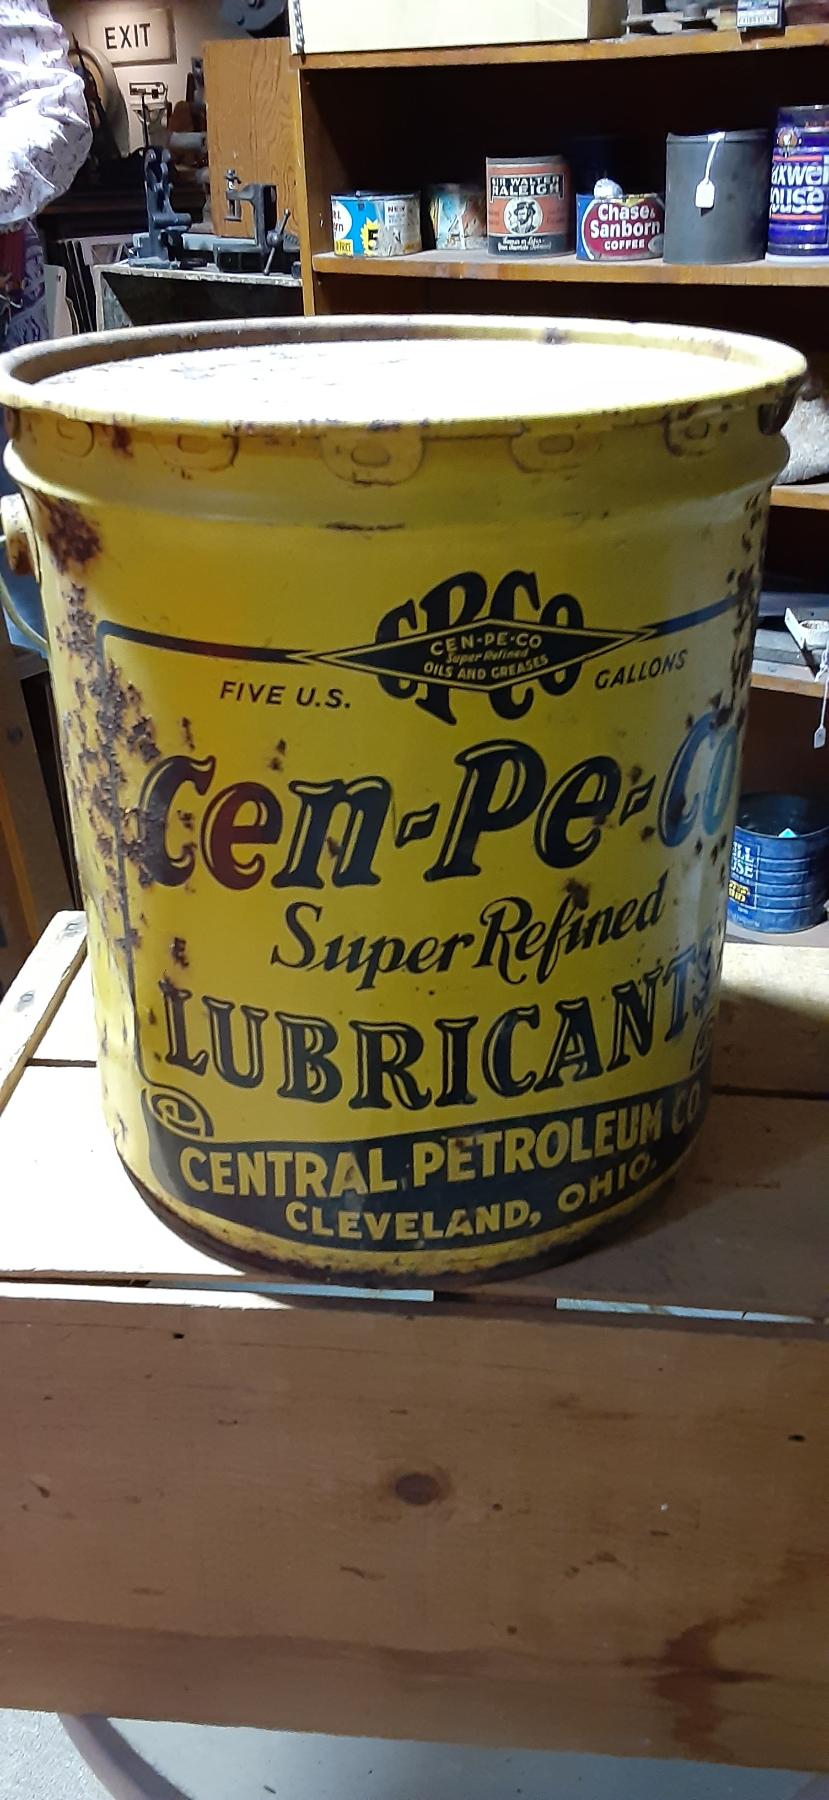 EXIT
NEW
SIR WALTER
RALEIGH
Chase &
Sanborn
COFFEE
CPCo
CEN-PE-CO
Super Refined
OILS AND GREASES
FIVE U.S. GALLONS
Cen-Pe-Co
Super Refined
LUBRICANTS
CENTRAL PETROLEUM CO.
CLEVELAND, OHIO.